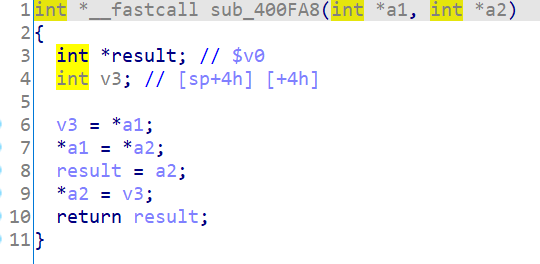 1 int *__fastcall sub_400FA8(int *a1, int *a2)
2 {
3 int *result; // $v0
4 int v3; // [sp+4h] [+4h]
5
6 v3 = *a1;
7 *a1 = *a2;
8 result = a2;
9 *a2 = v3;
10 return result;
11 }